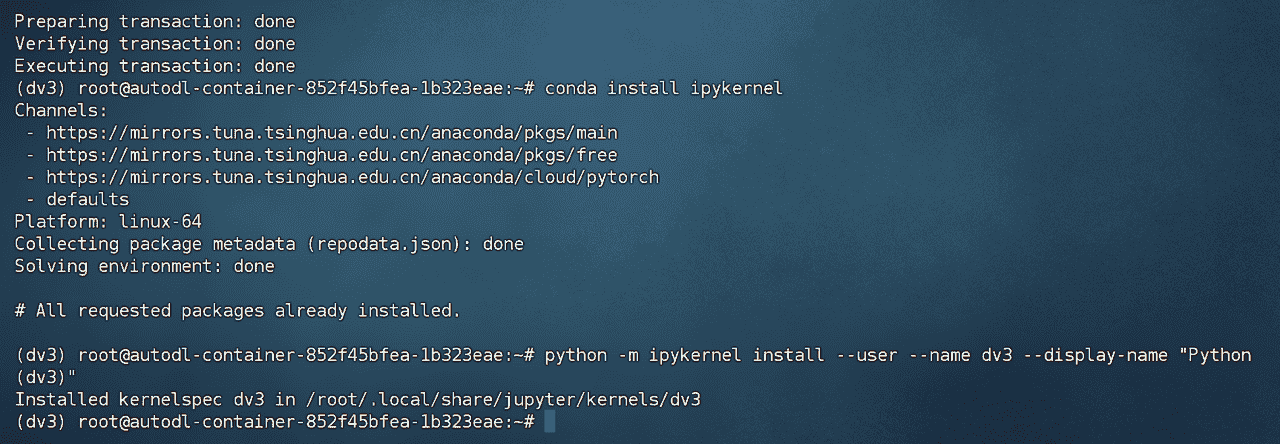 Preparing transaction: done
Verifying transaction: done
Executing transaction: done
(dv3) root@autodl-container-852f45bfea-1b323eae:~# conda install ipykernel
Channels:
 - https://mirrors.tuna.tsinghua.edu.cn/anaconda/pkgs/main
 - https://mirrors.tuna.tsinghua.edu.cn/anaconda/pkgs/free
 - https://mirrors.tuna.tsinghua.edu.cn/anaconda/cloud/pytorch
 - defaults
Platform: linux-64
Collecting package metadata (repodata.json): done
Solving environment: done

# All requested packages already installed.

(dv3) root@autodl-container-852f45bfea-1b323eae:~# python -m ipykernel install --user --name dv3 --display-name "Python
(dv3)"
Installed kernelspec dv3 in /root/.local/share/jupyter/kernels/dv3
(dv3) root@autodl-container-852f45bfea-1b323eae:~#